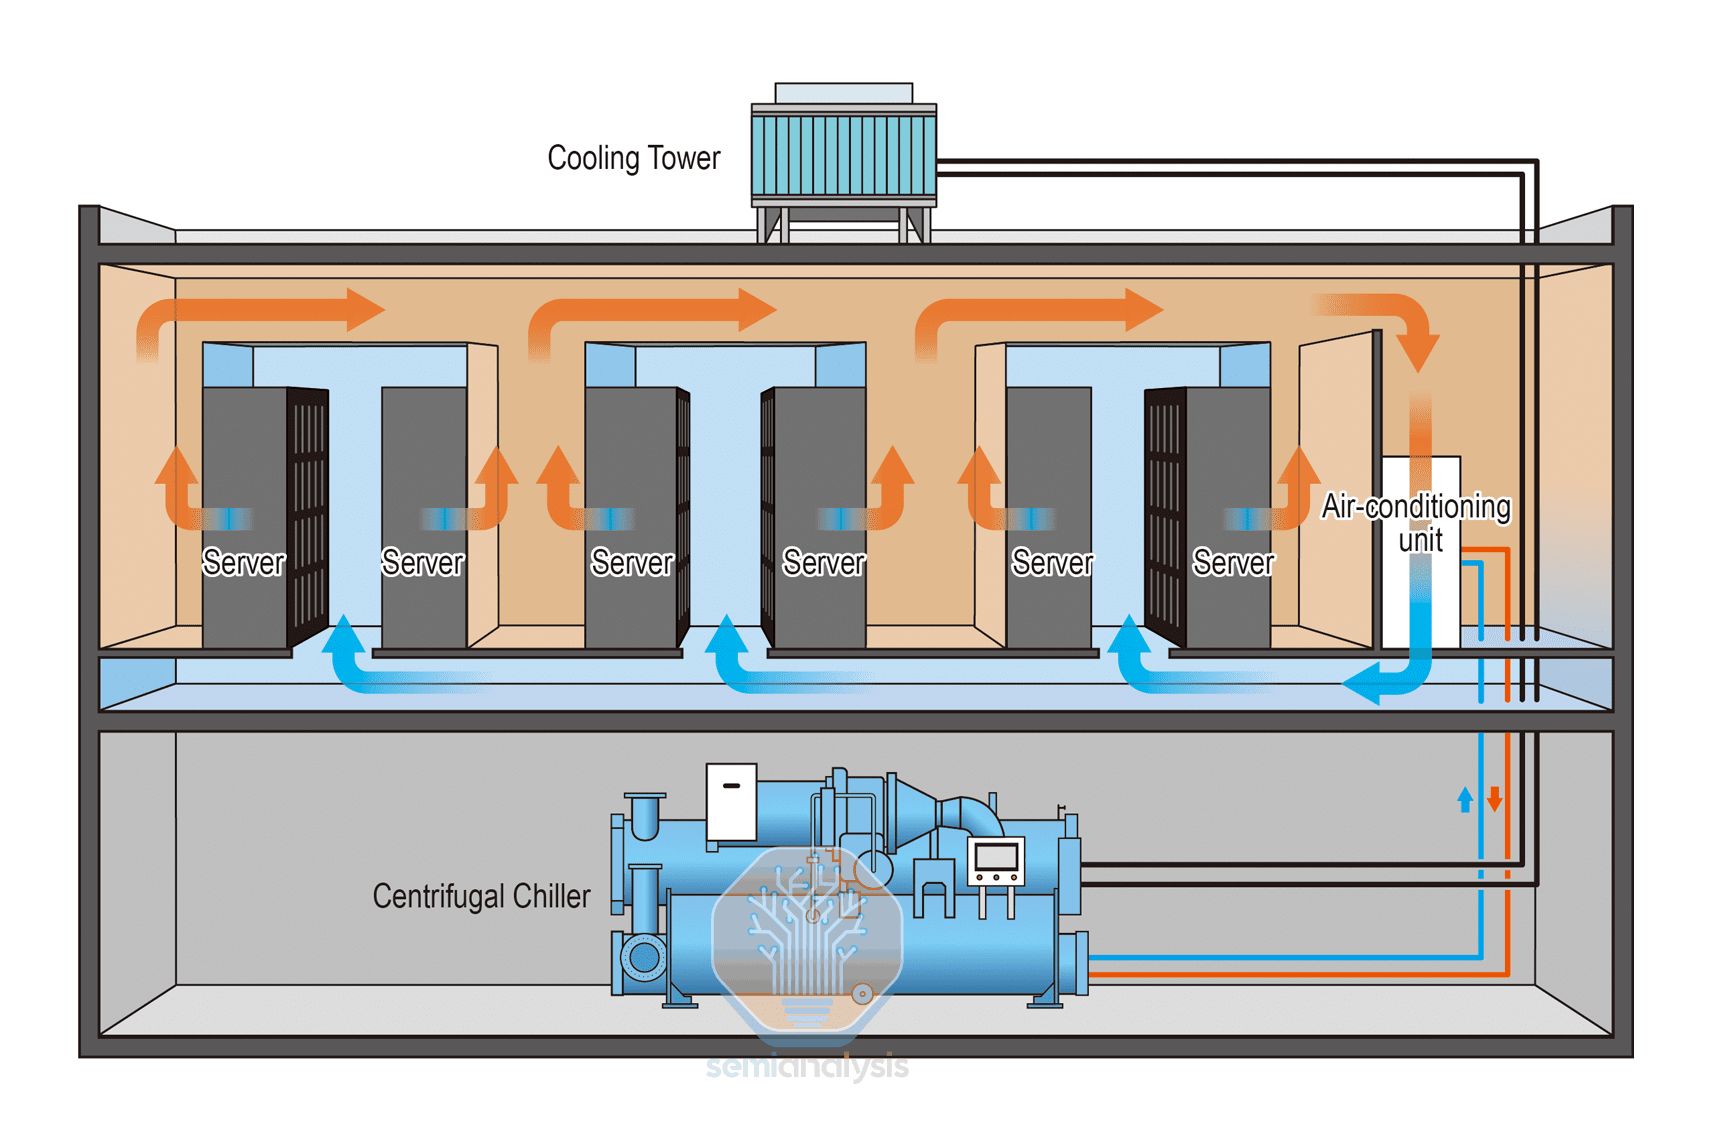 Cooling Tower
Server
Server
Server
Server
Server
Server
Air-conditioning
unit
Centrifugal Chiller
semianalysis